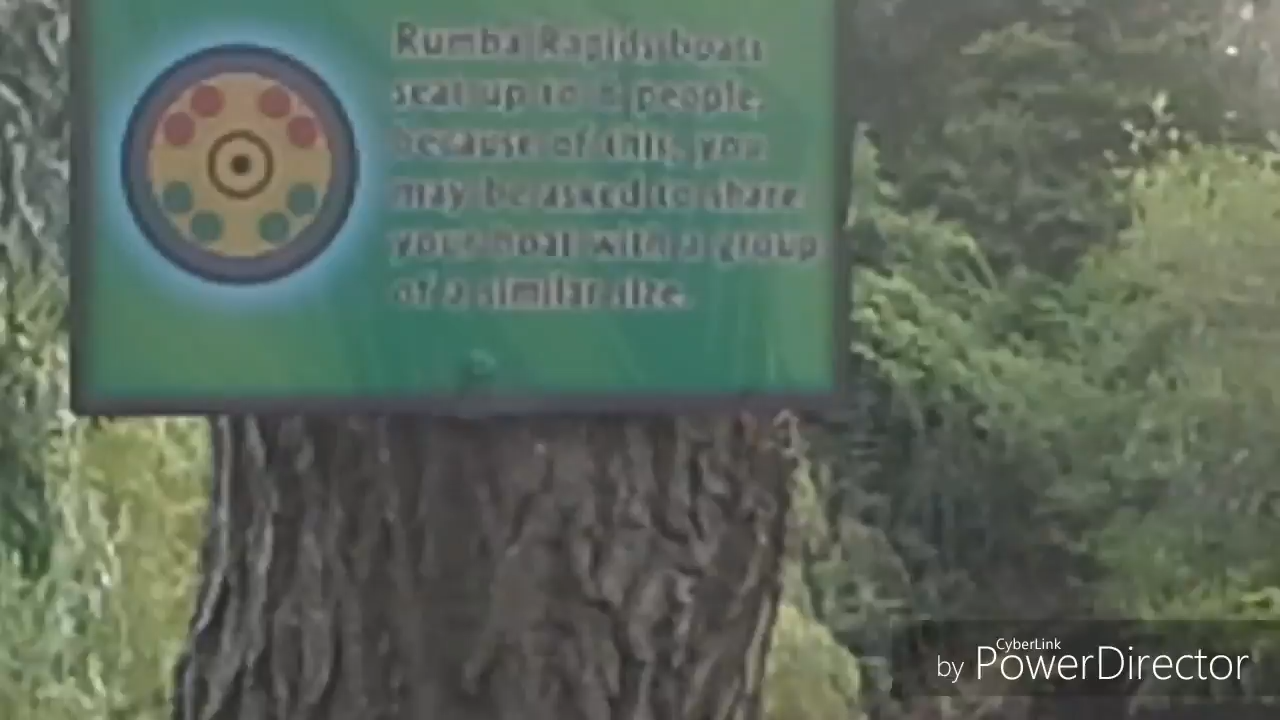 Rumba Rapids boats
seat up to 8 people,
because of this, you
may be asked to share
your boat with a group
of a similar size.
by CyberLink PowerDirector